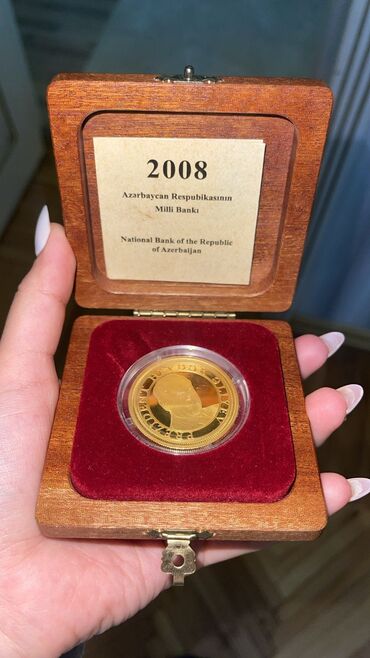 2008
Azərbaycan Respubikasının
Milli Bankı
National Bank of the Republic
of Azerbaijan